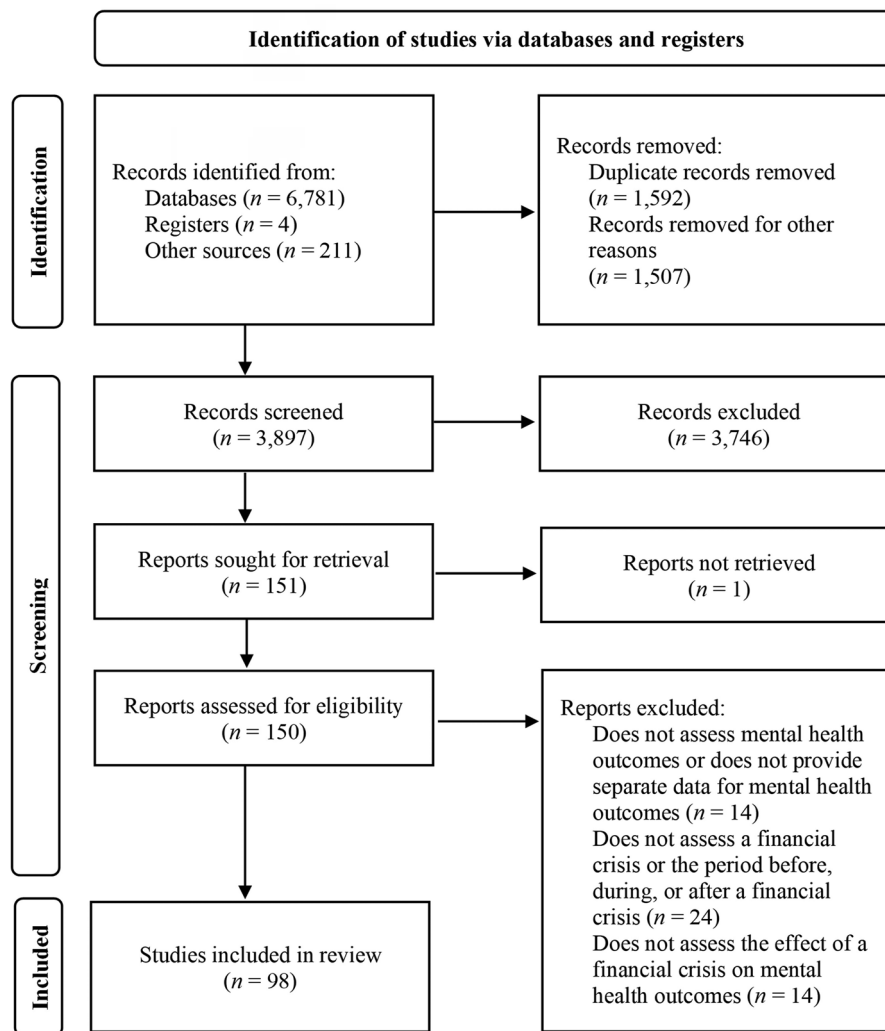 Identification of studies via databases and registers
Identification
Records identified from:
Databases (n = 6,781)
Registers (n = 4)
Other sources (n = 211)
Records removed:
Duplicate records removed
(n = 1,592)
Records removed for other
reasons
(n = 1,507)
Screening
Records screened
(n = 3,897)
Records excluded
(n = 3,746)
Reports sought for retrieval
(n = 151)
Reports not retrieved
(n = 1)
Reports assessed for eligibility
(n = 150)
Reports excluded:
Does not assess mental health
outcomes or does not provide
separate data for mental health
outcomes (n = 14)
Does not assess a financial
crisis or the period before,
during, or after a financial
crisis (n = 24)
Does not assess the effect of a
financial crisis on mental
health outcomes (n = 14)
Included
Studies included in review
(n = 98)